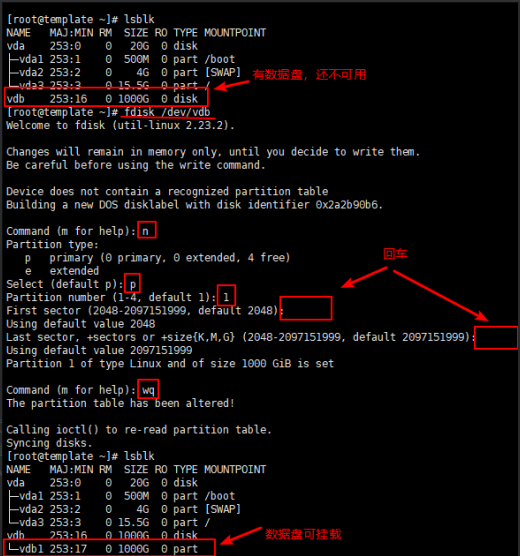 [root@template ~]# lsblk
NAME   MAJ:MIN RM  SIZE RO TYPE MOUNTPOINT
vda    253:0    0   20G  0 disk
├─vda1 253:1    0  500M  0 part /boot
├─vda2 253:2    0    4G  0 part [SWAP]
└─vda3 253:3    0 15.5G  0 part /
有数据盘，还不可用
vdb    253:16   0 1000G  0 disk
[root@template ~]# fdisk /dev/vdb
Welcome to fdisk (util-linux 2.23.2).
Changes will remain in memory only, until you decide to write them.
Be careful before using the write command.
Device does not contain a recognized partition table
Building a new DOS disklabel with disk identifier 0x2a2b90b6.
Command (m for help): n
Partition type:
p   primary (0 primary, 0 extended, 4 free)
e   extended
回车
Select (default p): p
Partition number (1-4, default 1): 1
First sector (2048-2097151999, default 2048):
Using default value 2048
Last sector, +sectors or +size{K,M,G} (2048-2097151999, default 2097151999):
Using default value 2097151999
Partition 1 of type Linux and of size 1000 GiB is set
Command (m for help): wq
The partition table has been altered!
Calling ioctl() to re-read partition table.
Syncing disks.
[root@template ~]# lsblk
NAME   MAJ:MIN RM  SIZE RO TYPE MOUNTPOINT
vda    253:0    0   20G  0 disk
├─vda1 253:1    0  500M  0 part /boot
├─vda2 253:2    0    4G  0 part [SWAP]
└─vda3 253:3    0 15.5G  0 part /
vdb    253:16   0 1000G  0 disk
数据盘可挂载
└─vdb1 253:17   0 1000G  0 part